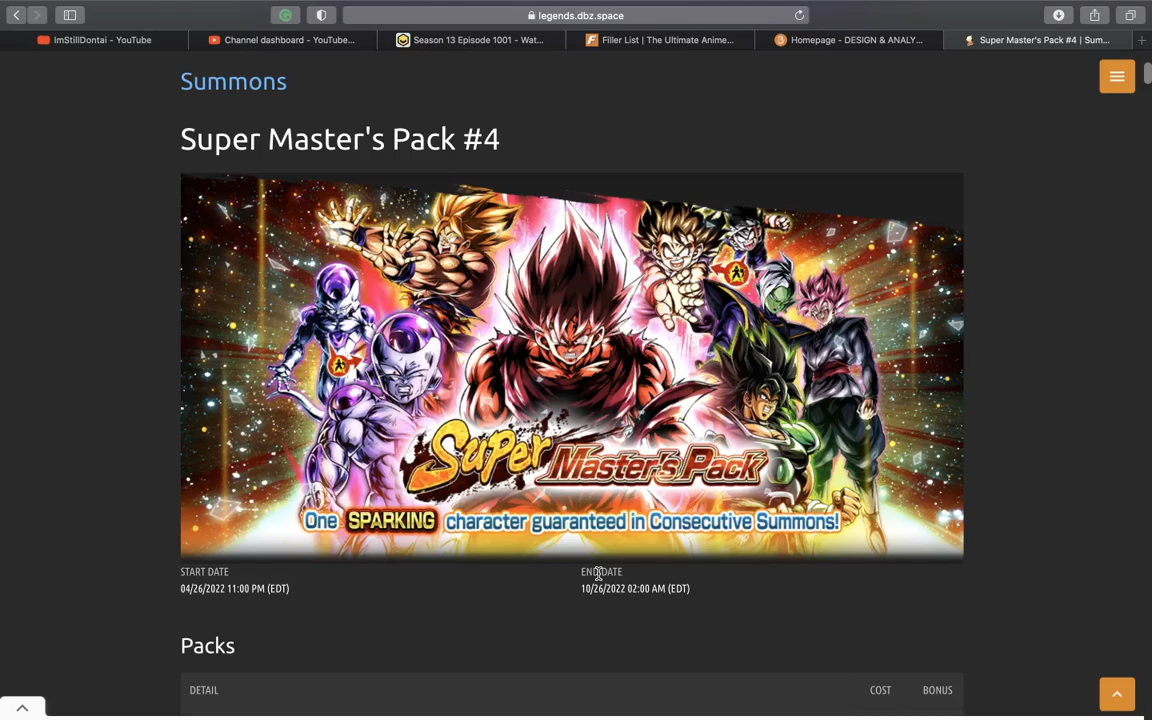 legends.dbz.space
ImStillDontai - YouTube
Channel dashboard - YouTube...
Season 13 Episode 1001 - Wat...
Filler List | The Ultimate Anime...
Homepage - DESIGN & ANALY...
Super Master's Pack #4 | Sum...
Summons
Super Master's Pack #4
Super Master's Pack
One SPARKING character guaranteed in Consecutive Summons!
START DATE
END DATE
04/26/2022 11:00 PM (EDT)
10/26/2022 02:00 AM (EDT)
Packs
DETAIL
COST
BONUS